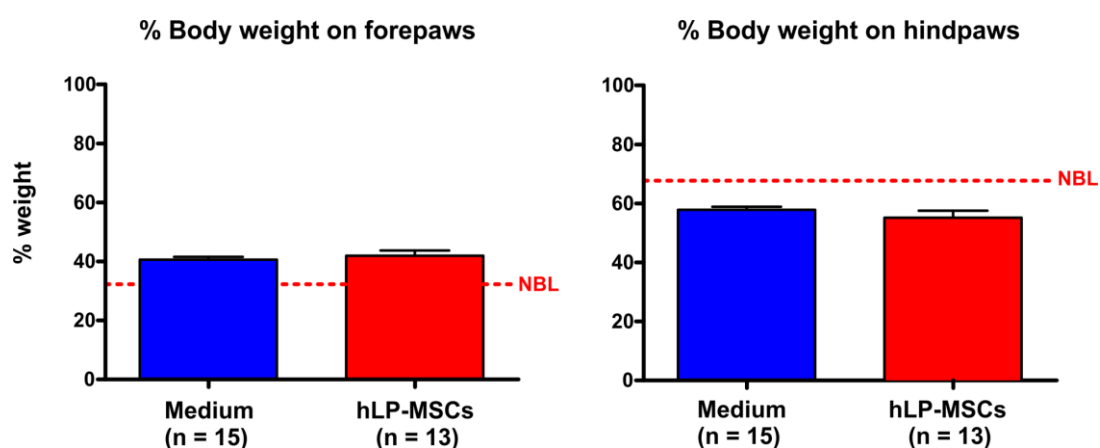 % Body weight on forepaws
% weight
100
80
60
40
20
0
NBL
Medium
(n = 15)
hLP-MSCs
(n = 13)
% Body weight on hindpaws
100
80
60
40
20
0
NBL
Medium
(n = 15)
hLP-MSCs
(n = 13)